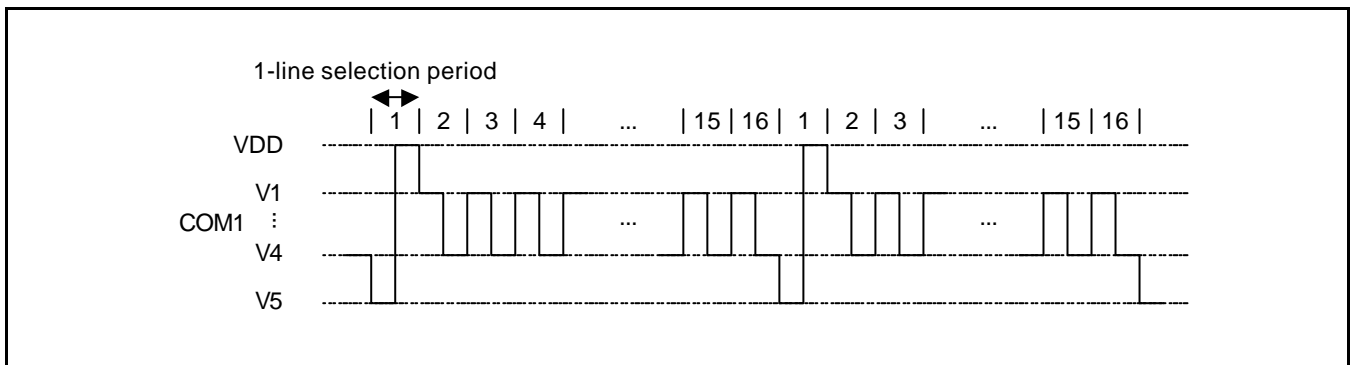 1-line selection period
| 1 | 2 | 3 | 4 | ... | 15 | 16 | 1 | 2 | 3 | ... | 15 | 16 |
VDD
V1
COM1 ⋮ ... ...
V4
V5